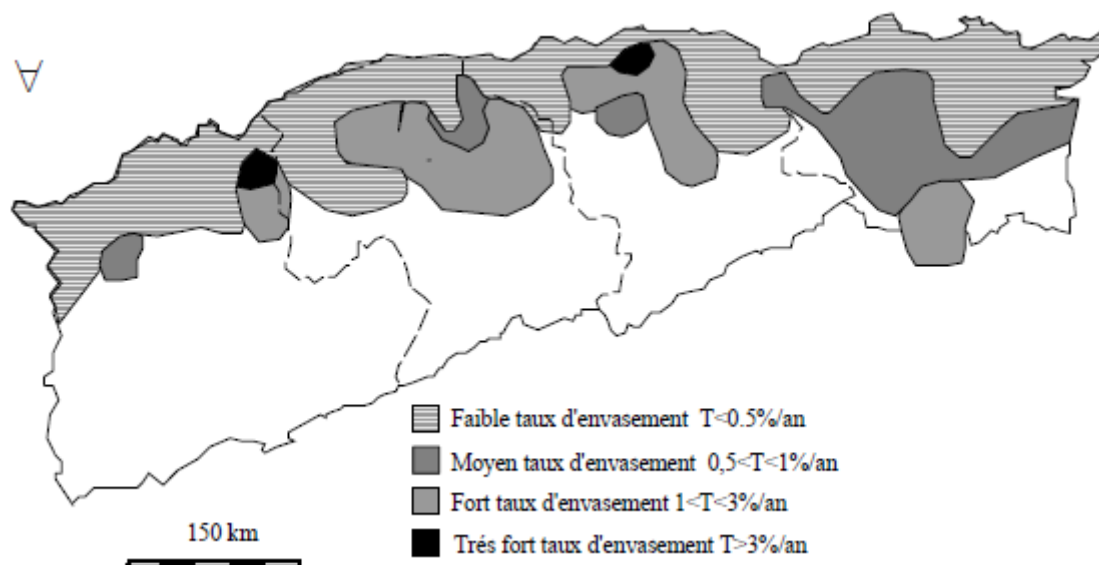 Faible taux d'envasement T<0.5%/an
Moyen taux d'envasement 0,5<T<1%/an
Fort taux d'envasement 1<T<3%/an
Trés fort taux d'envasement T>3%/an
150 km